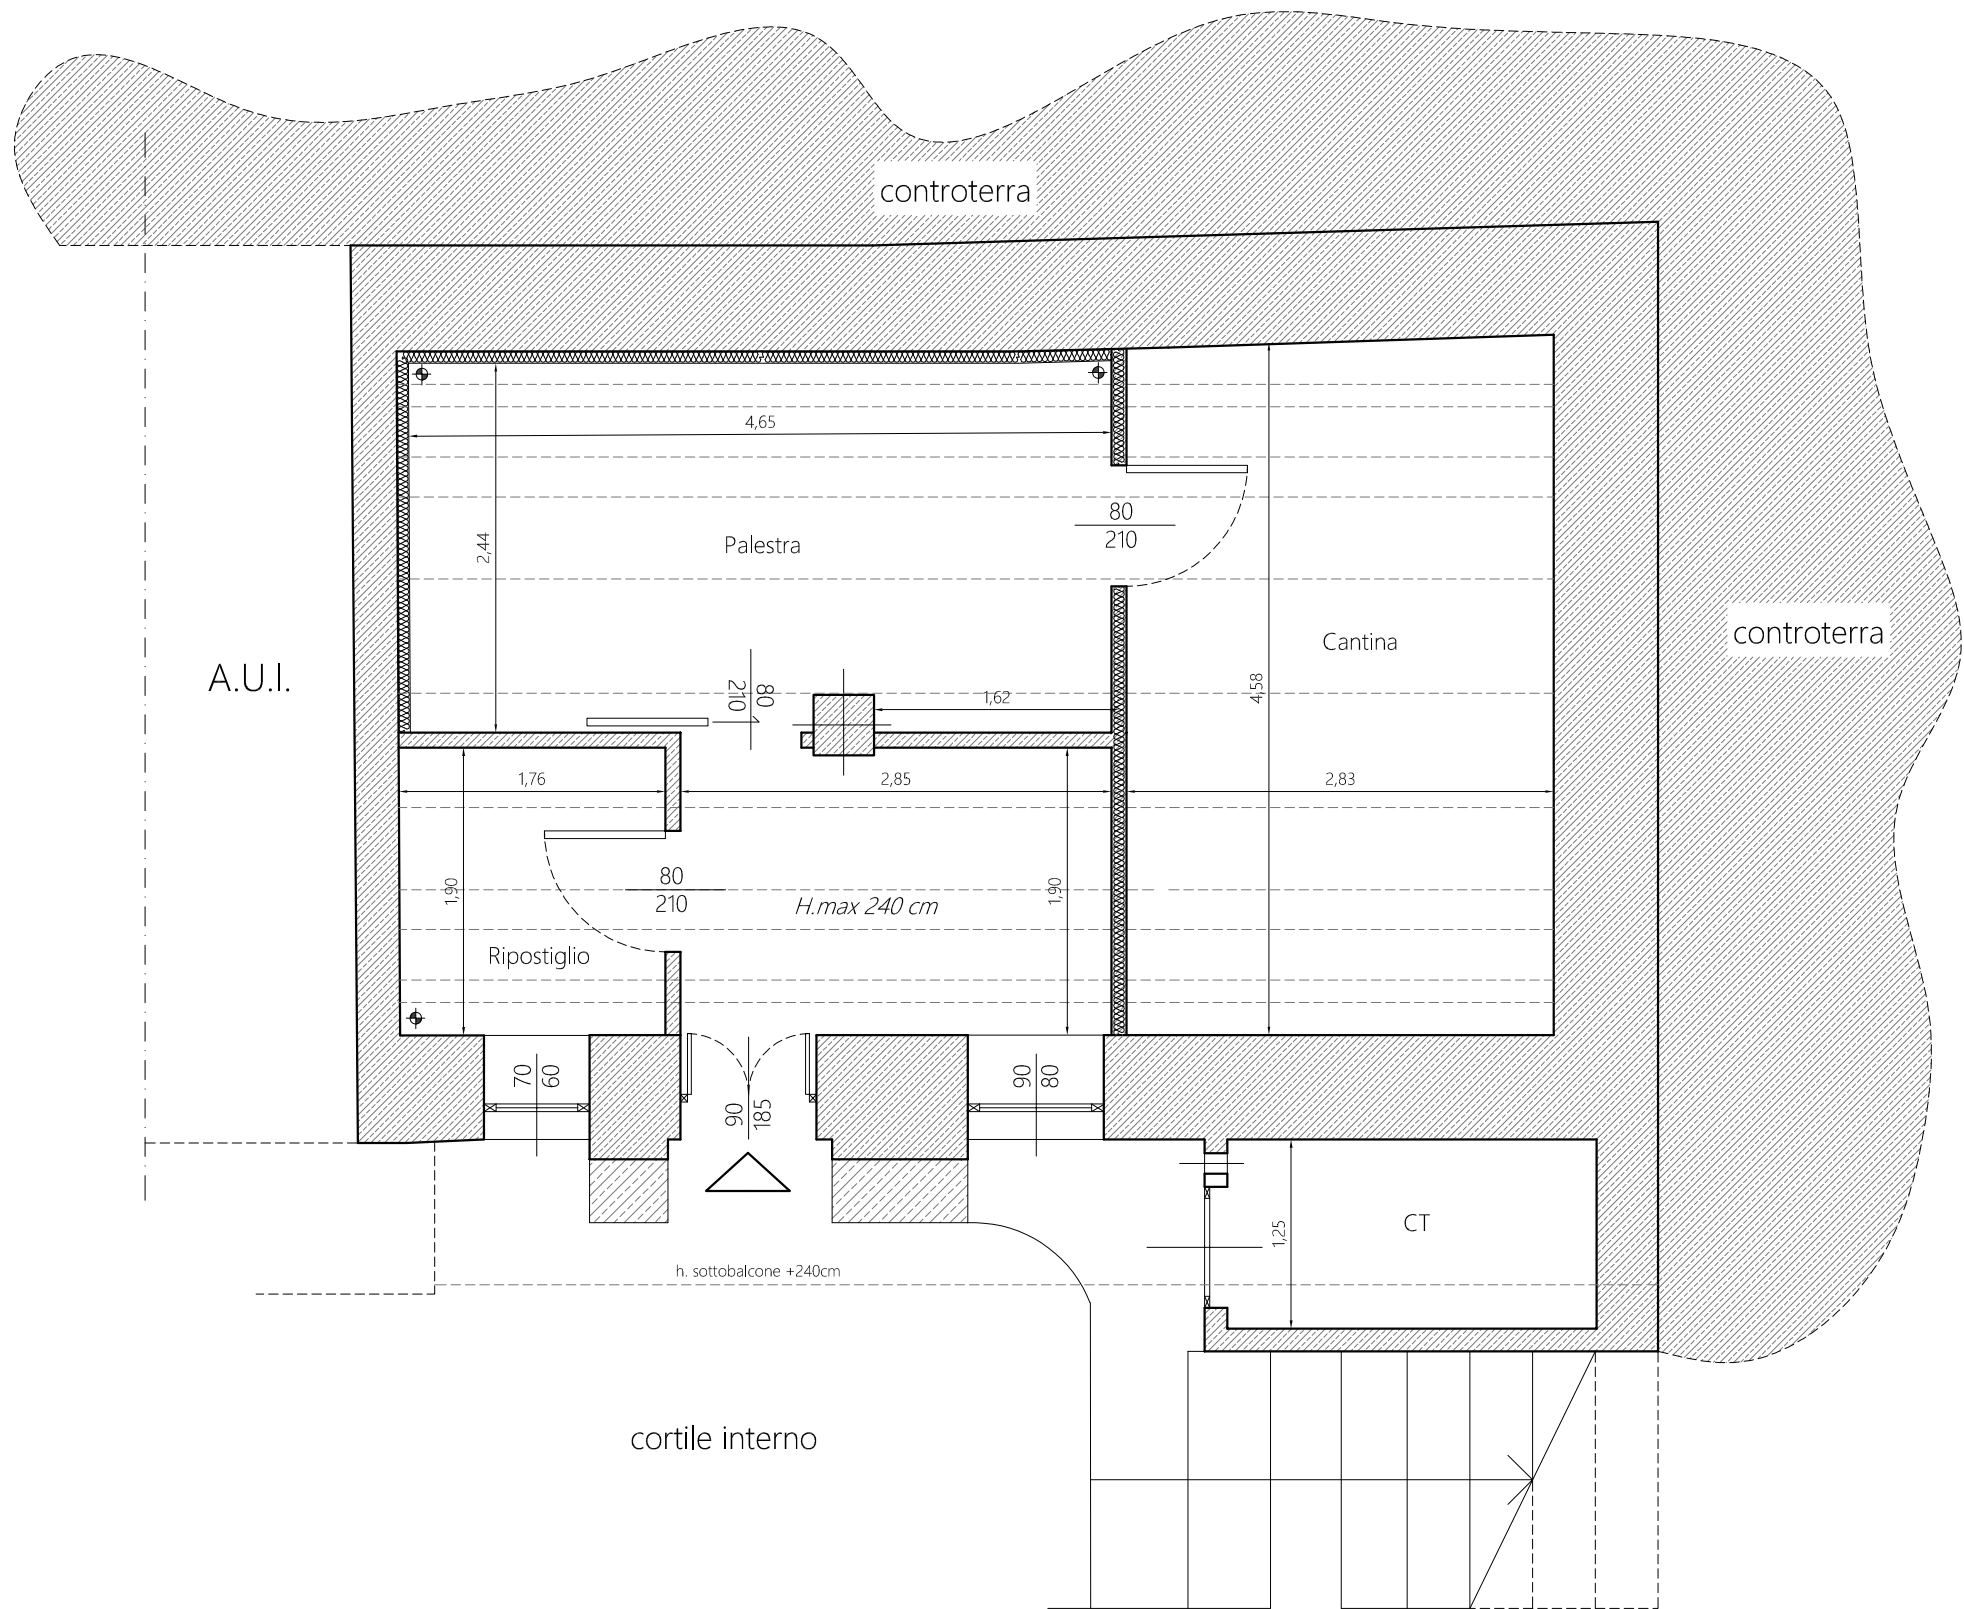 controterra
4,65
80
210
2,44
Palestra
controterra
Cantina
A.U.I.
80
210
1,62
4,58
1,76
2,85
2,83
80
210
1,90
H.max 240 cm
1,90
Ripostiglio
70
60
90
185
90
80
CT
1,25
h. sottobalcone +240cm
cortile interno